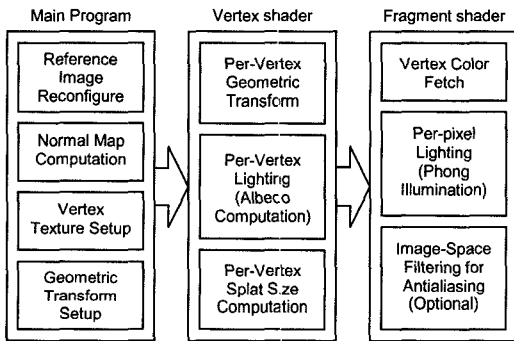 Main Program
Reference
Image
Reconfigure
Normal Map
Computation
Vertex
Texture Setup
Geometric
Transform
Setup
Vertex shader
Per-Vertex
Geometric
Transform
Per-Vertex
Lighting
(Albeco
Computation)
Per-Vertex
Splat Size
Computation
Fragment shader
Vertex Color
Fetch
Per-pixel
Lighting
(Phong
Illumination)
Image-Space
Filtering for
Antialiasing
(Optional)